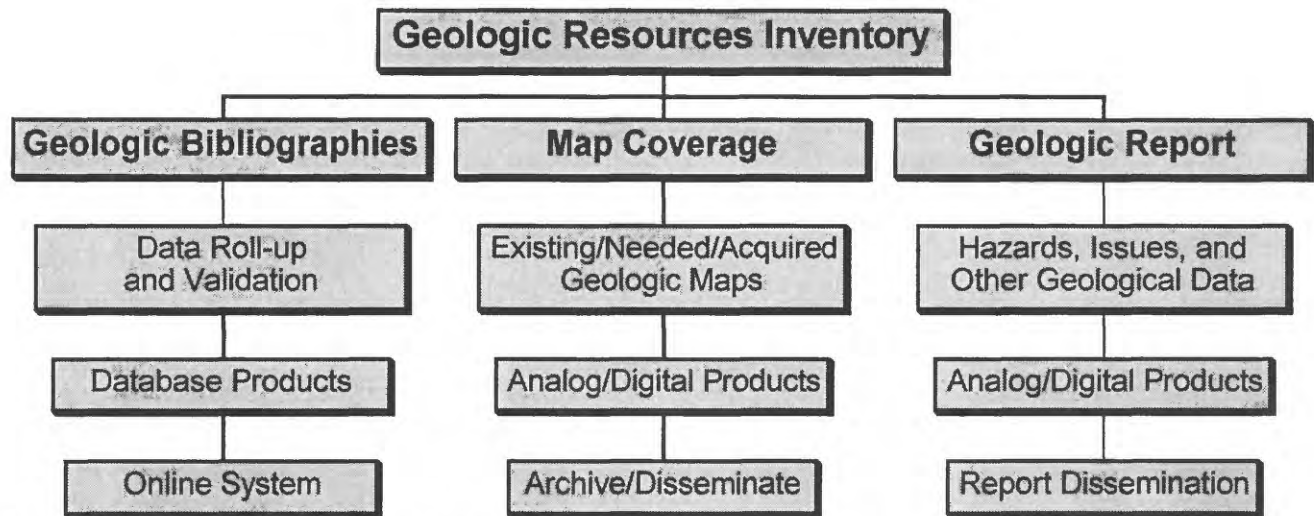 Geologic Resources Inventory
Geologic Bibliographies
Map Coverage
Geologic Report
Data Roll-up
and Validation
Existing/Needed/Acquired
Geologic Maps
Hazards, Issues, and
Other Geological Data
Database Products
Analog/Digital Products
Analog/Digital Products
Online System
Archive/Disseminate
Report Dissemination